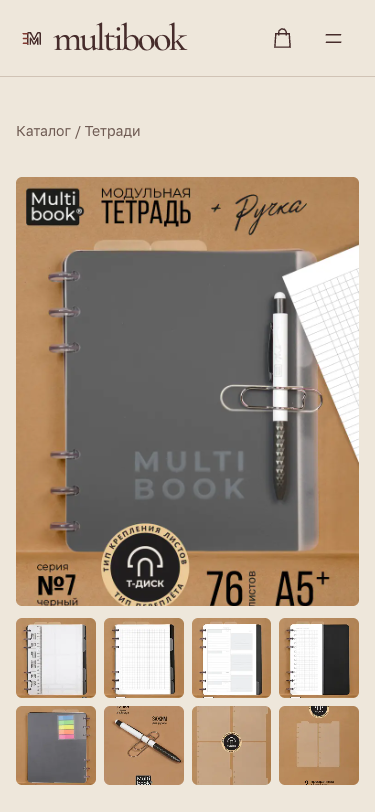 multibook
Каталог / Тетради
Multi
book®
МОДУЛЬНАЯ
ТЕТРАДЬ + Ручка
MULTI
BOOK
ТИП КРЕПЛЕНИЯ ЛИСТОВ
Т-ДИСК
ТИП ПЕРЕПЛЕТА
серия
№7
черный
76 ЛИСТОВ A5+